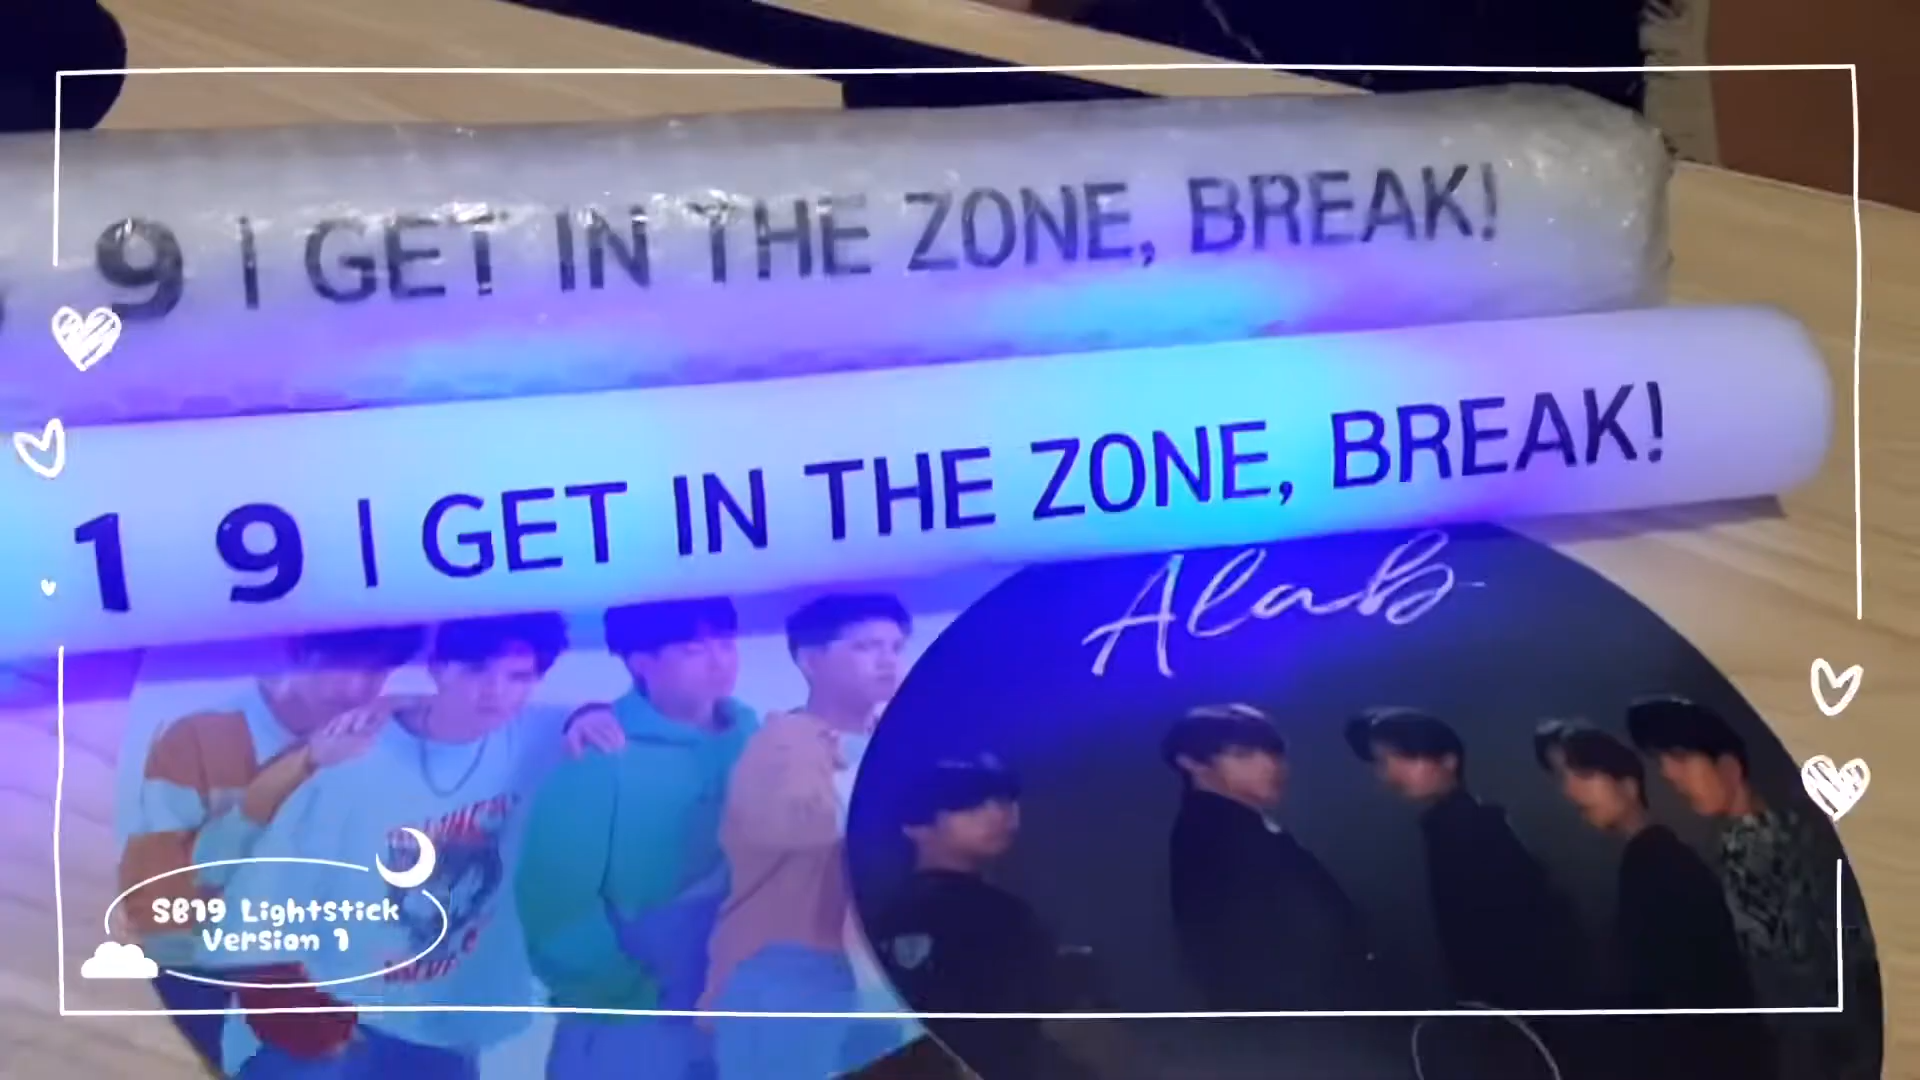 9 | GET IN THE ZONE, BREAK!
1 9 | GET IN THE ZONE, BREAK!
Alab
SB19 Lightstick
Version 1